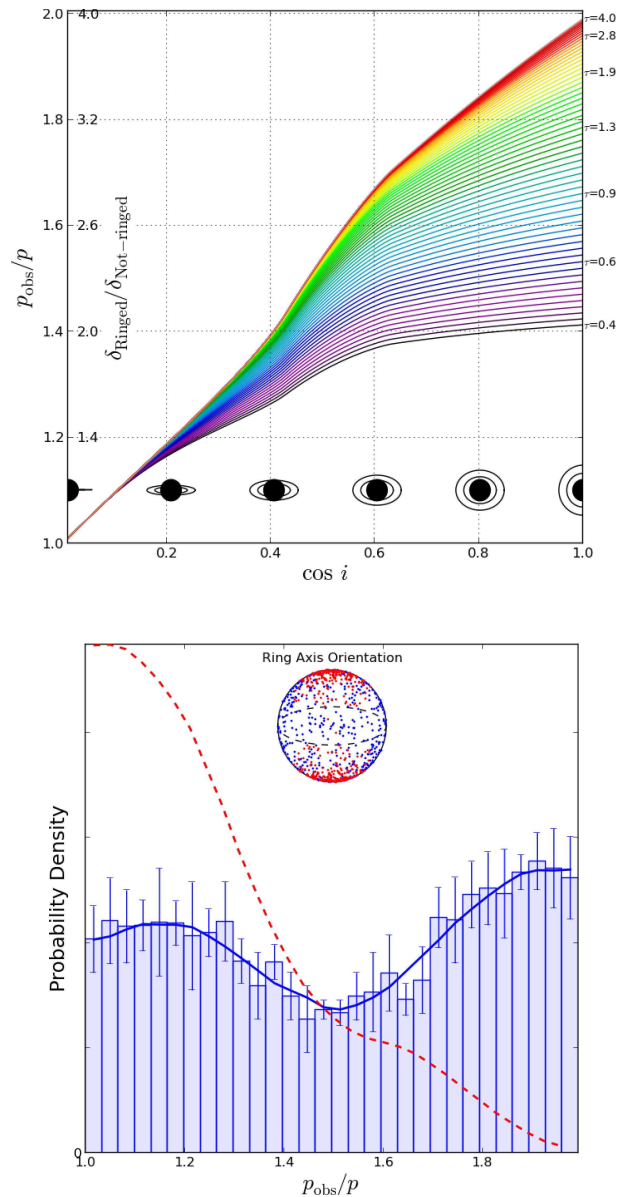 2.0
4.0
τ=4.0
τ=2.8
τ=1.9
1.8
3.2
τ=1.3
1.6
2.6
τ=0.9
p_obs/p
δ_Ringed/δ_Not−ringed
τ=0.6
1.4
2.0
τ=0.4
1.2
1.4
1.0
0.2
0.4
0.6
0.8
1.0
cos i
Ring Axis Orientation
Probability Density
0
1.0
1.2
1.4
1.6
1.8
p_obs/p